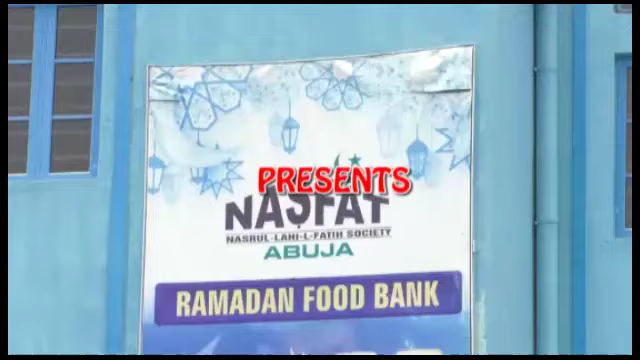 PRESENTS
NASFAT
NASRUL-LAHI-L-FATIH SOCIETY
ABUJA
RAMADAN FOOD BANK